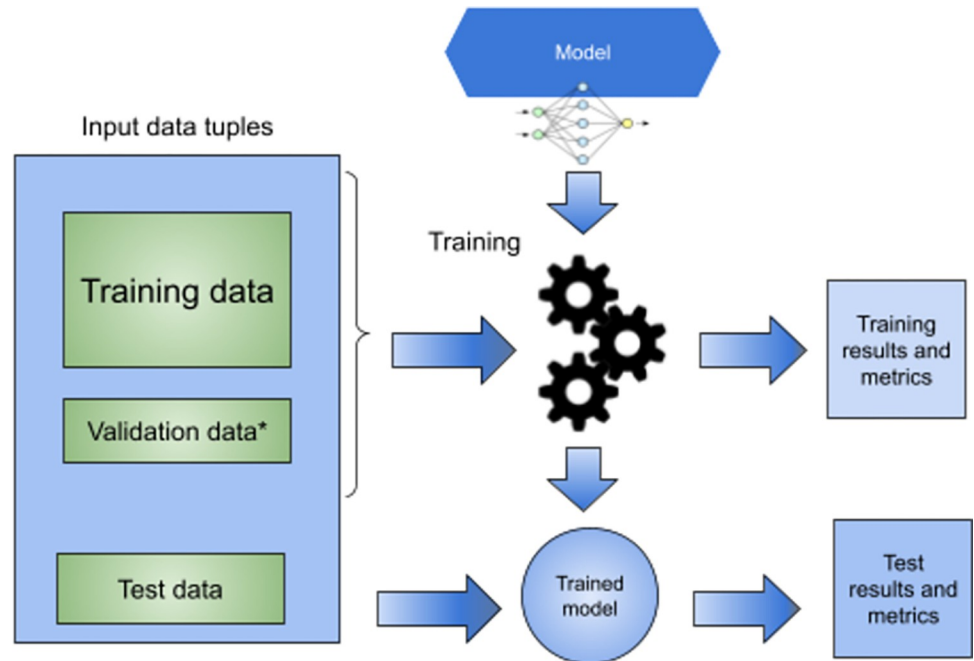 Model
Input data tuples
Training data
Validation data*
Test data
Training
Training
results and
metrics
Trained
model
Test
results and
metrics